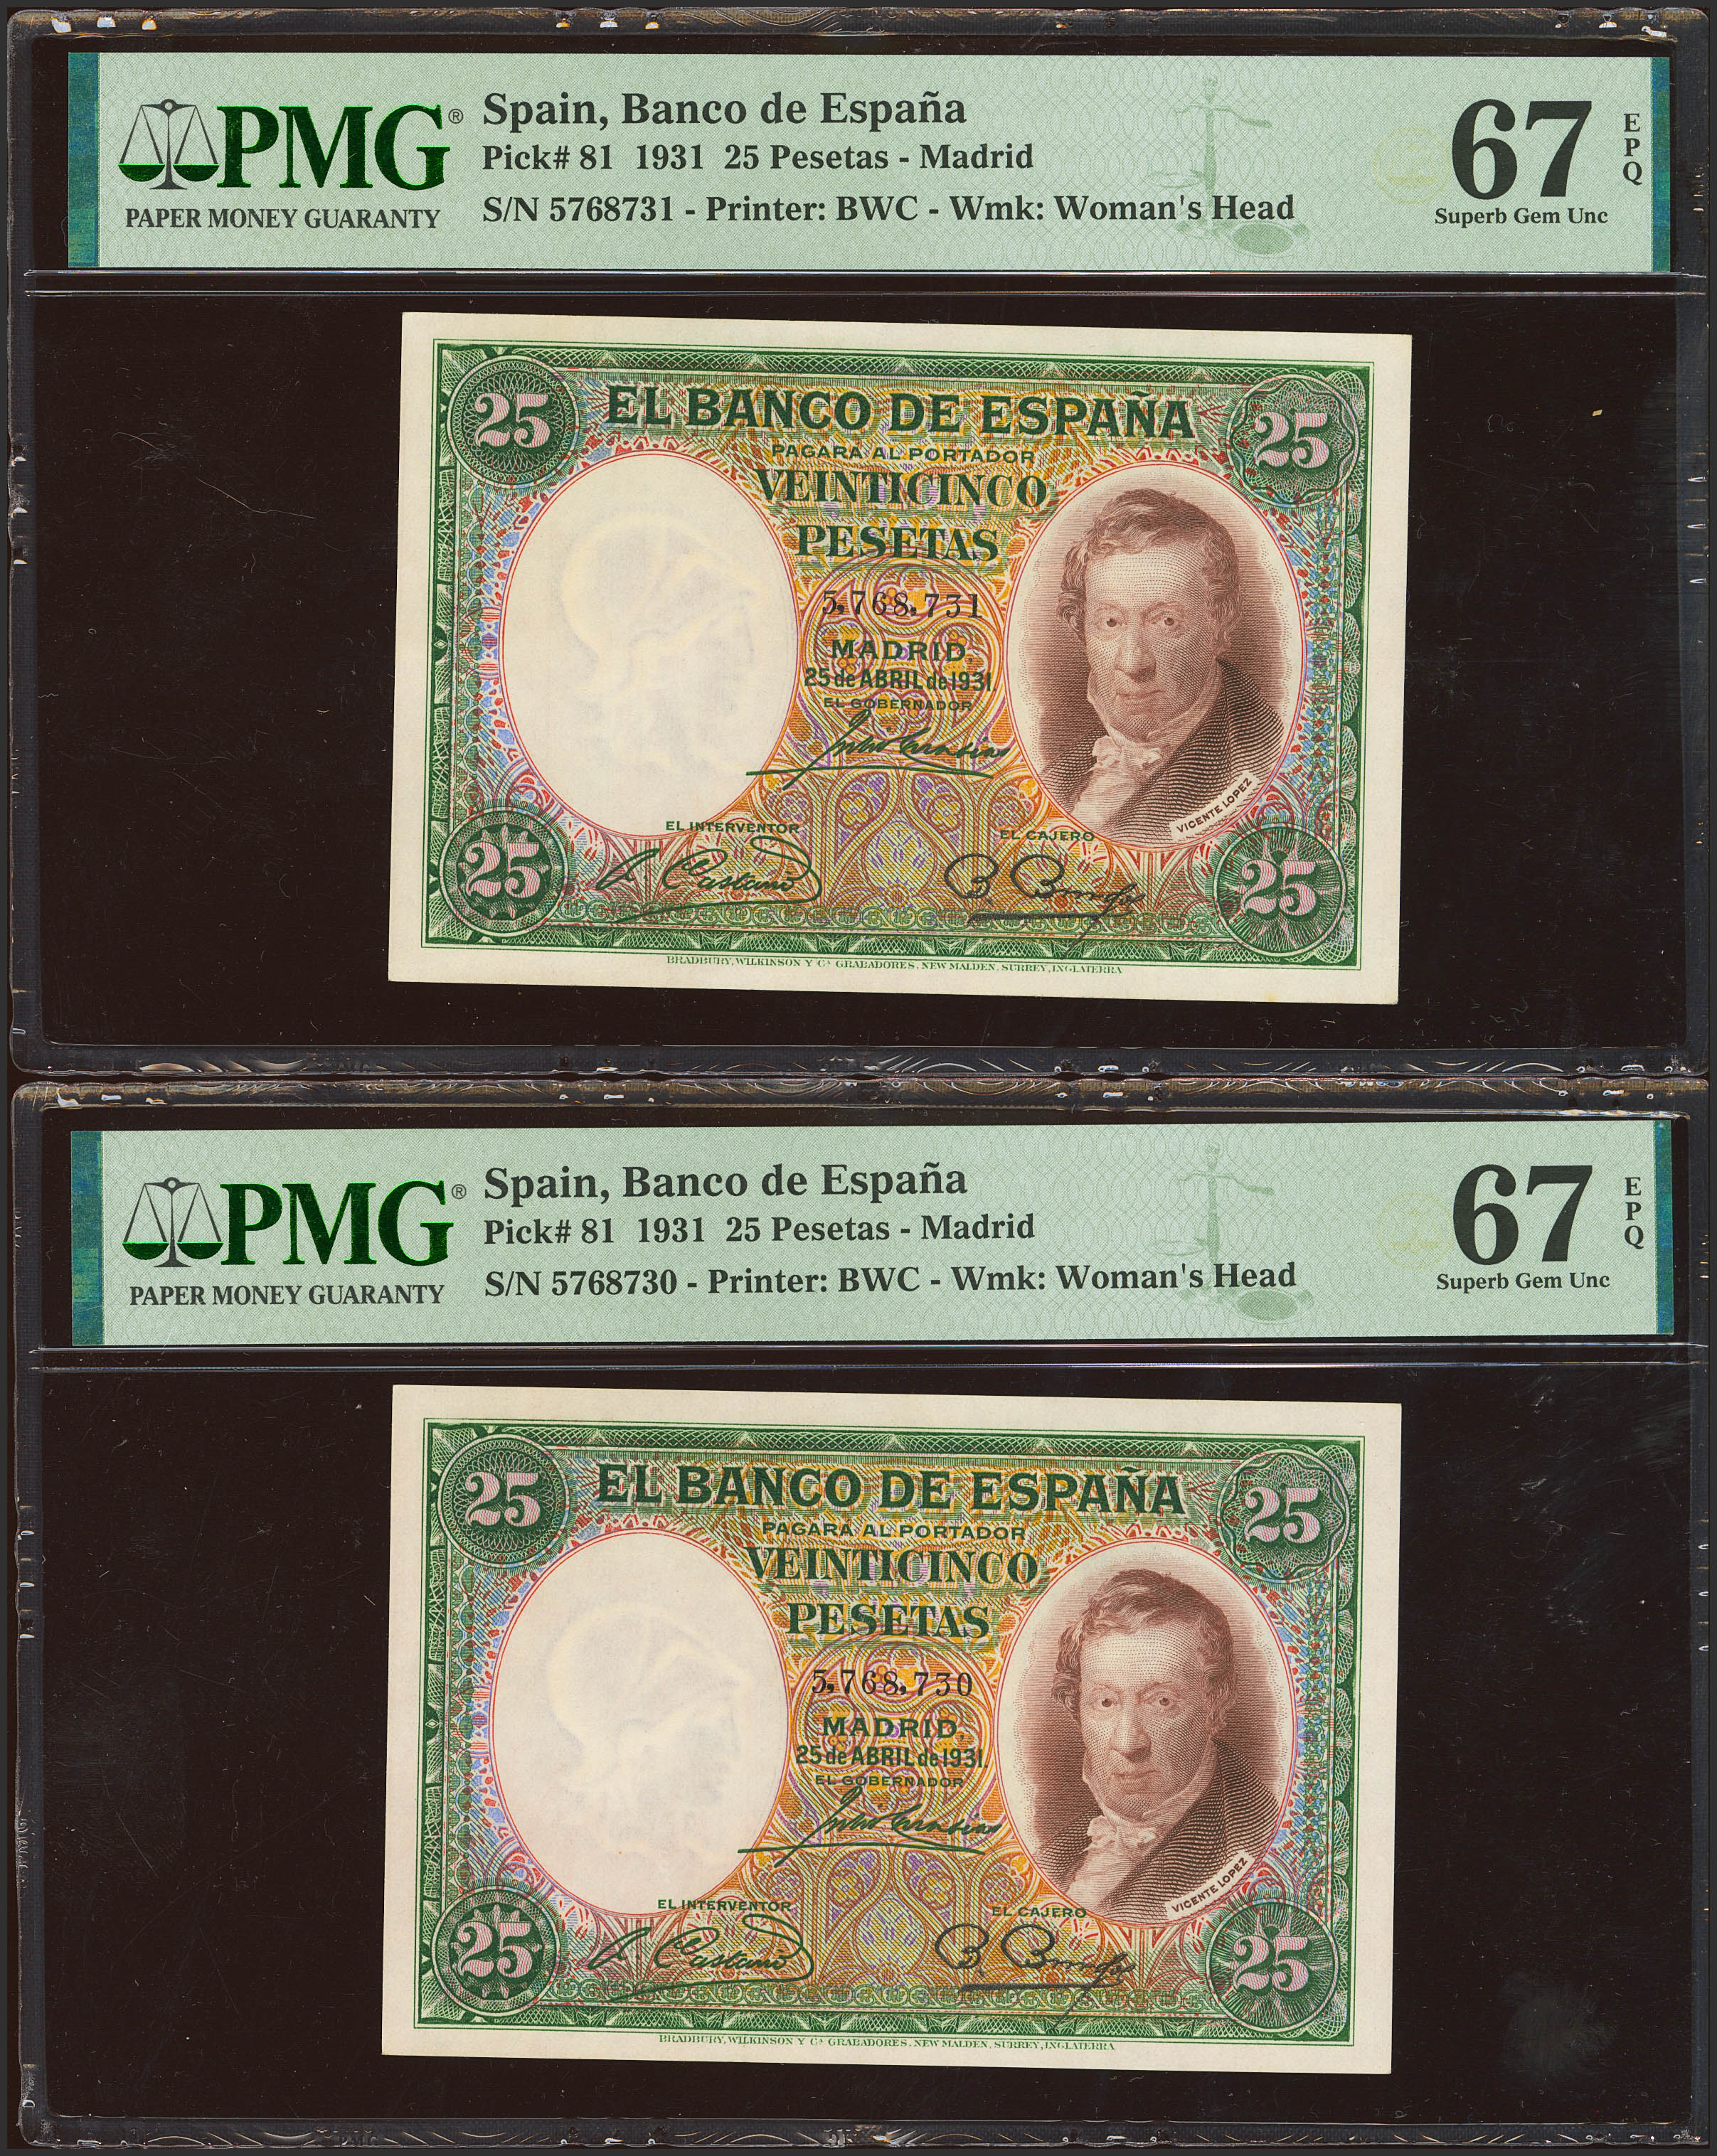 PMG®
PAPER MONEY GUARANTY
Spain, Banco de España
Pick# 81 1931 25 Pesetas - Madrid
S/N 5768731 - Printer: BWC - Wmk: Woman's Head
67
EPQ
Superb Gem Unc
25
EL BANCO DE ESPAÑA
25
PAGARÁ AL PORTADOR
VEINTICINCO
PESETAS
5,768,731
MADRID,
25 de ABRIL de 1931.
EL GOBERNADOR
VICENTE LOPEZ
EL INTERVENTOR
EL CAJERO
25
25
BRADBURY, WILKINSON Y Cª GRABADORES, NEW MALDEN, SURREY, INGLATERRA
PMG®
PAPER MONEY GUARANTY
Spain, Banco de España
Pick# 81 1931 25 Pesetas - Madrid
S/N 5768730 - Printer: BWC - Wmk: Woman's Head
67
EPQ
Superb Gem Unc
25
EL BANCO DE ESPAÑA
25
PAGARÁ AL PORTADOR
VEINTICINCO
PESETAS
5,768,730
MADRID,
25 de ABRIL de 1931.
EL GOBERNADOR
VICENTE LOPEZ
EL INTERVENTOR
EL CAJERO
25
25
BRADBURY, WILKINSON Y Cª GRABADORES, NEW MALDEN, SURREY, INGLATERRA